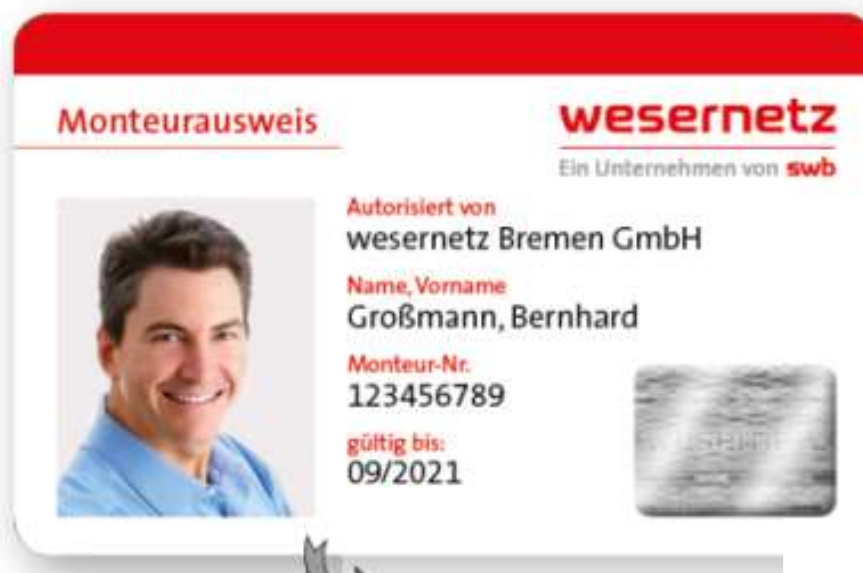 Monteurausweis
wesernetz
Ein Unternehmen von swb
Autorisiert von
wesernetz Bremen GmbH
Name, Vorname
Großmann, Bernhard
Monteur-Nr.
123456789
gültig bis:
09/2021